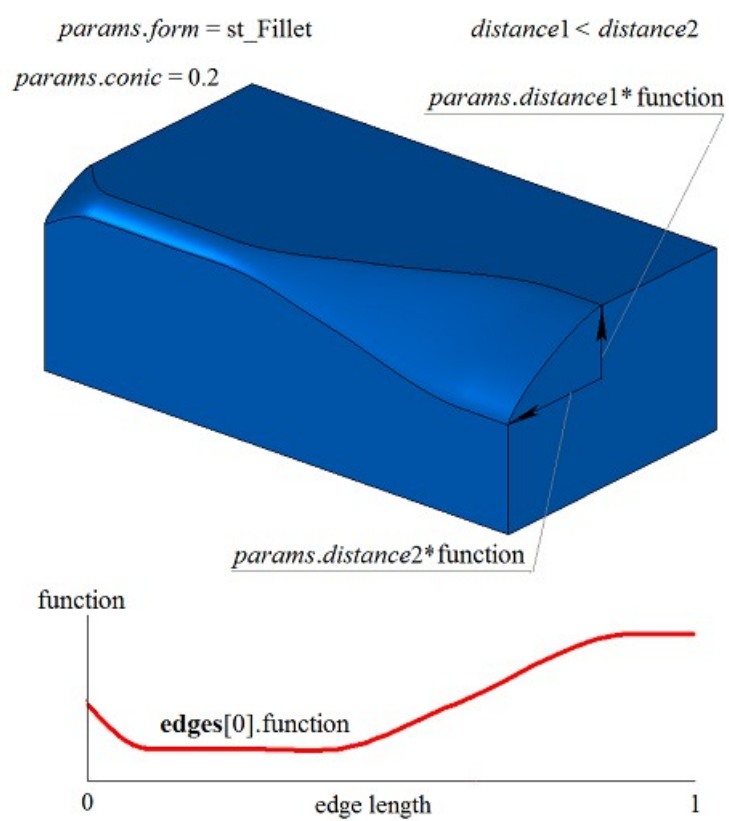 params.form = st_Fillet
distance1 < distance2
params.conic = 0.2
params.distance1* function
params.distance2*function
function
edges[0].function
0
edge length
1